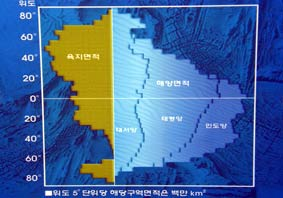 위도
80°
60°
40°
20°
0°
20°
40°
60°
80°
육지면적
해양면적
대서양
태평양
인도양
■위도 5°단위당 해당구역면적은 백만 km²